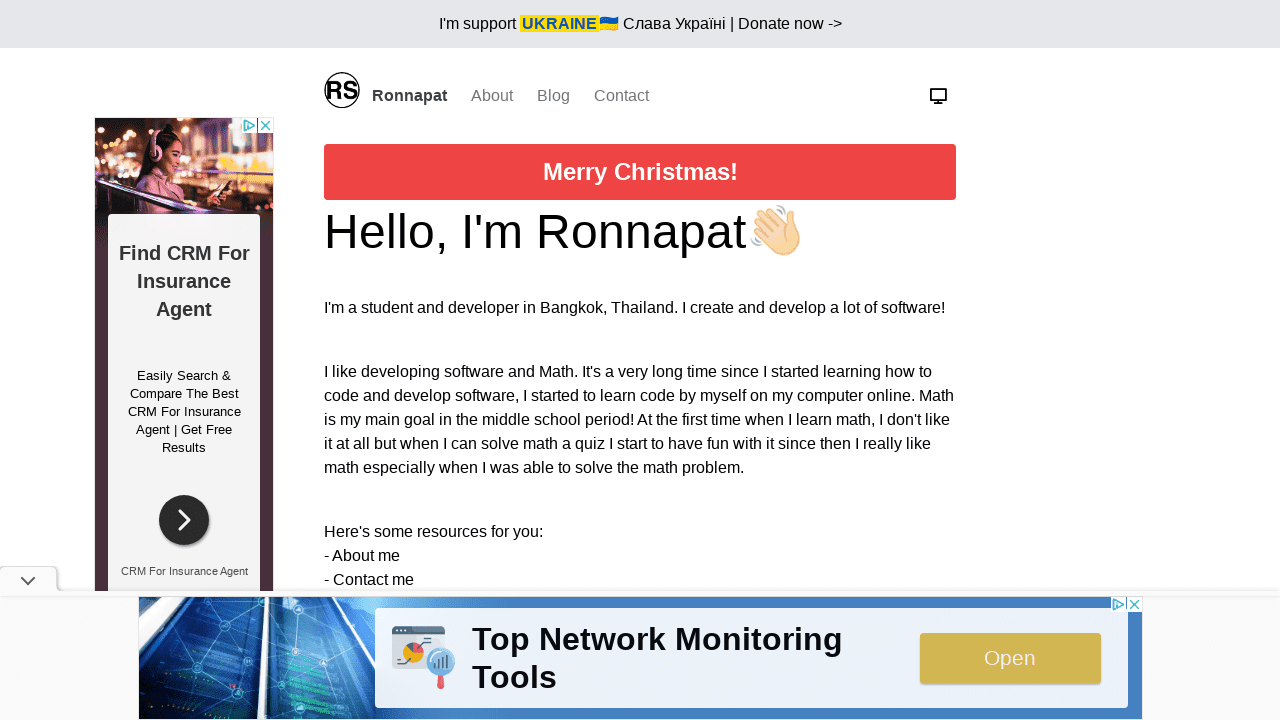 I'm support UKRAINE🇺🇦 Слава Україні | Donate now ->
RS Ronnapat About Blog Contact
Merry Christmas!
Hello, I'm Ronnapat👋
Find CRM For
Insurance
Agent
Easily Search &
Compare The Best
CRM For Insurance
Agent | Get Free
Results
CRM For Insurance Agent
I'm a student and developer in Bangkok, Thailand. I create and develop a lot of software!
I like developing software and Math. It's a very long time since I started learning how to
code and develop software, I started to learn code by myself on my computer online. Math
is my main goal in the middle school period! At the first time when I learn math, I don't like
it at all but when I can solve math a quiz I start to have fun with it since then I really like
math especially when I was able to solve the math problem.
Here's some resources for you:
- About me
- Contact me
Top Network Monitoring
Tools
Open